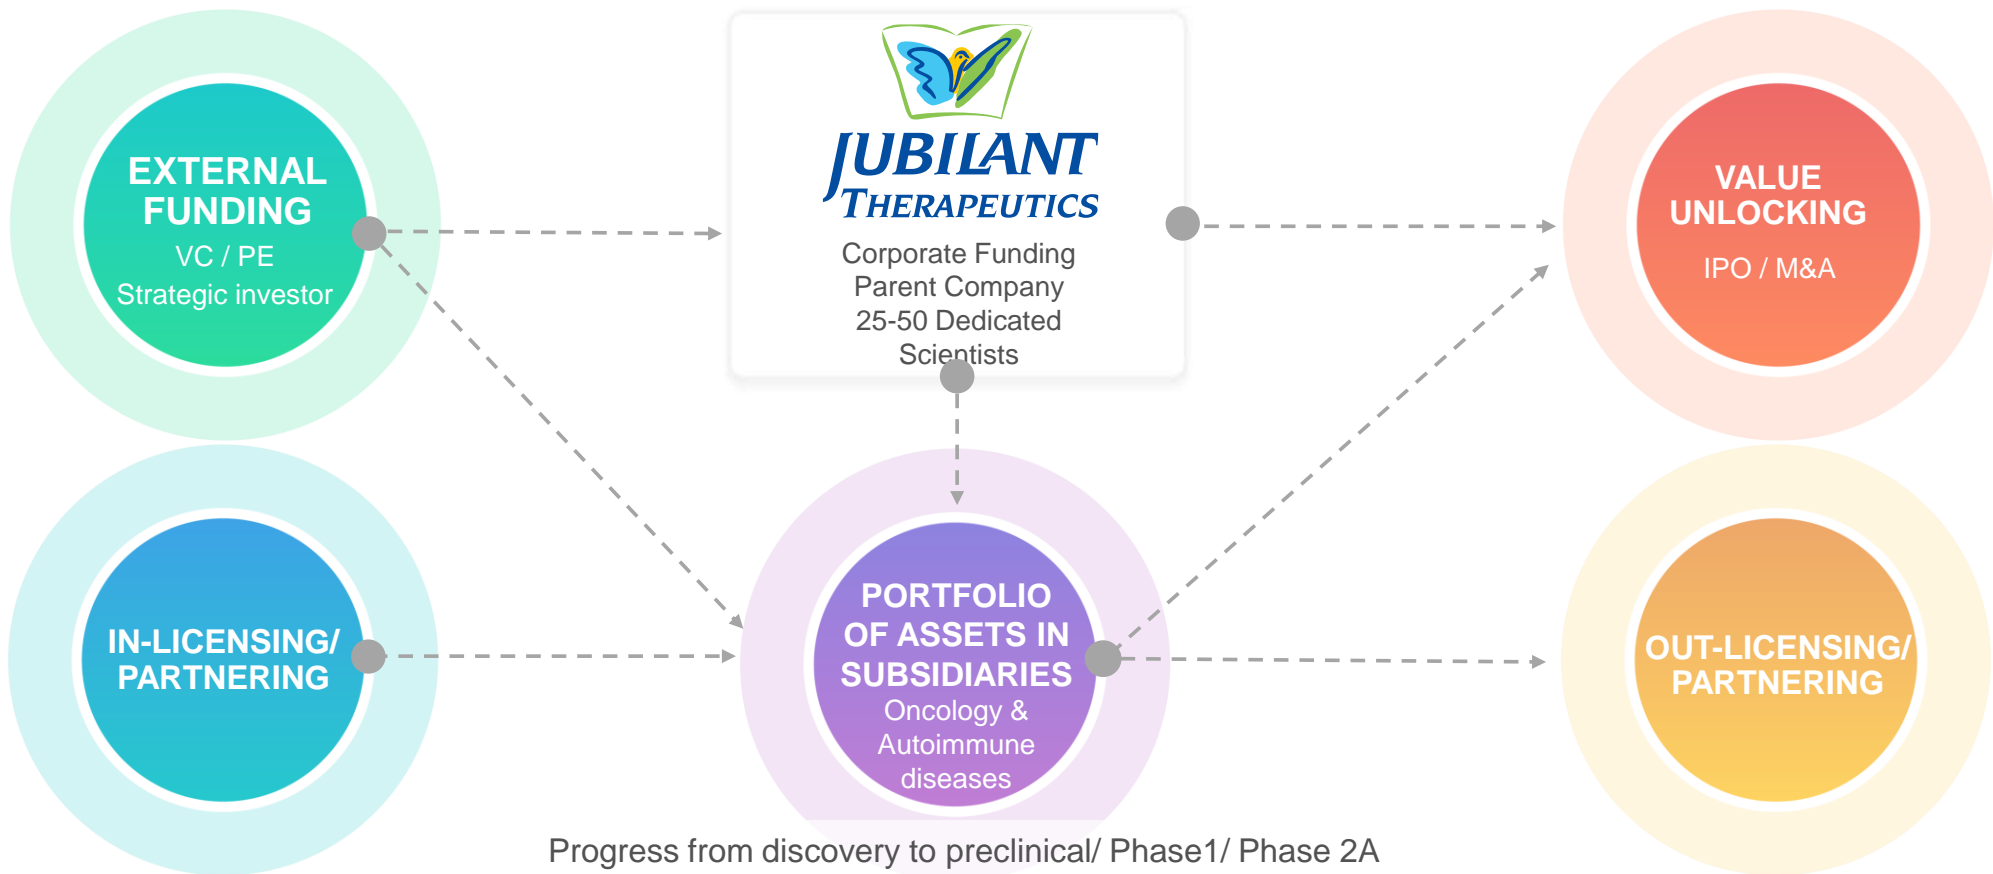 EXTERNAL
FUNDING
VC / PE
Strategic investor
JUBILANT
THERAPEUTICS
Corporate Funding
Parent Company
25-50 Dedicated
Scientists
VALUE
UNLOCKING
IPO / M&A
IN-LICENSING/
PARTNERING
PORTFOLIO
OF ASSETS IN
SUBSIDIARIES
Oncology &
Autoimmune
diseases
OUT-LICENSING/
PARTNERING
Progress from discovery to preclinical/ Phase1/ Phase 2A